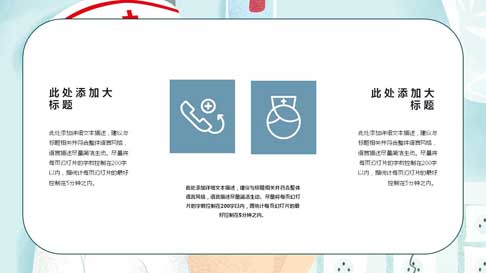 此处添加大
标题
此处添加详细文本描述，建议与
标题相关并符合整体语言风格，
语言描述尽量简洁生动。尽量将
每页幻灯片的字数控制在200字
以内，据统计每页幻灯片的最好
控制在5分钟之内。
此处添加详细文本描述，建议与标题相关并符合整体
语言风格，语言描述尽量简洁生动。尽量将每页幻灯
片的字数控制在200字以内，据统计每页幻灯片的最
好控制在5分钟之内。
此处添加大
标题
此处添加详细文本描述，建议与
标题相关并符合整体语言风格，
语言描述尽量简洁生动。尽量将
每页幻灯片的字数控制在200字
以内，据统计每页幻灯片的最好
控制在5分钟之内。